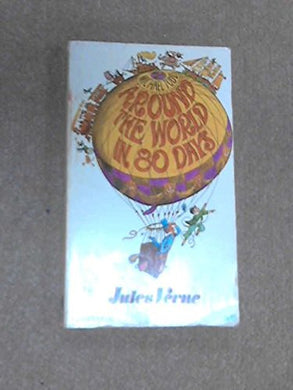 AROUND
THE WORLD
IN 80 DAYS
Jules Verne